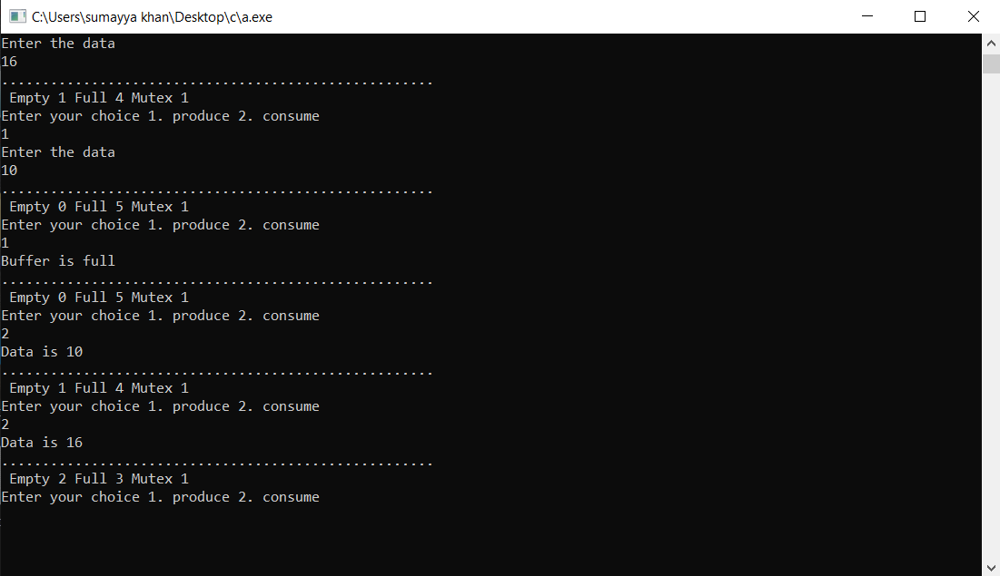 C:\Users\sumayya khan\Desktop\c\a.exe
Enter the data
16
.....................................................
 Empty 1 Full 4 Mutex 1
Enter your choice 1. produce 2. consume
1
Enter the data
10
.....................................................
 Empty 0 Full 5 Mutex 1
Enter your choice 1. produce 2. consume
1
Buffer is full
.....................................................
 Empty 0 Full 5 Mutex 1
Enter your choice 1. produce 2. consume
2
Data is 10
.....................................................
 Empty 1 Full 4 Mutex 1
Enter your choice 1. produce 2. consume
2
Data is 16
.....................................................
 Empty 2 Full 3 Mutex 1
Enter your choice 1. produce 2. consume